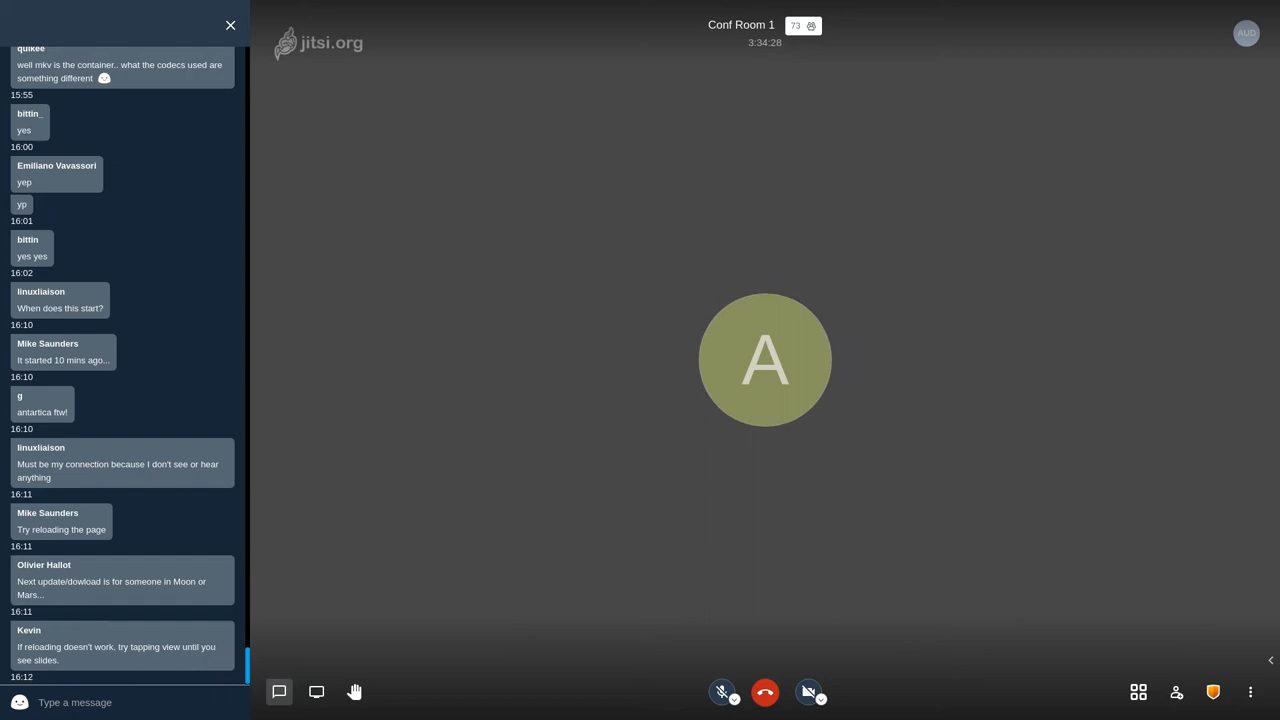 quikee
well mkv is the container.. what the codecs used are
something different
15:55
bittin_
yes
16:00
Emiliano Vavassori
yep
yp
16:01
bittin
yes yes
16:02
linuxliaison
When does this start?
16:10
Mike Saunders
It started 10 mins ago...
16:10
g
antartica ftw!
16:10
linuxliaison
Must be my connection because I don't see or hear
anything
16:11
Mike Saunders
Try reloading the page
16:11
Olivier Hallot
Next update/dowload is for someone in Moon or
Mars...
16:11
Kevin
If reloading doesn't work, try tapping view until you
see slides.
16:12
Type a message
jitsi.org
Conf Room 1
73
3:34:28
AUD
A